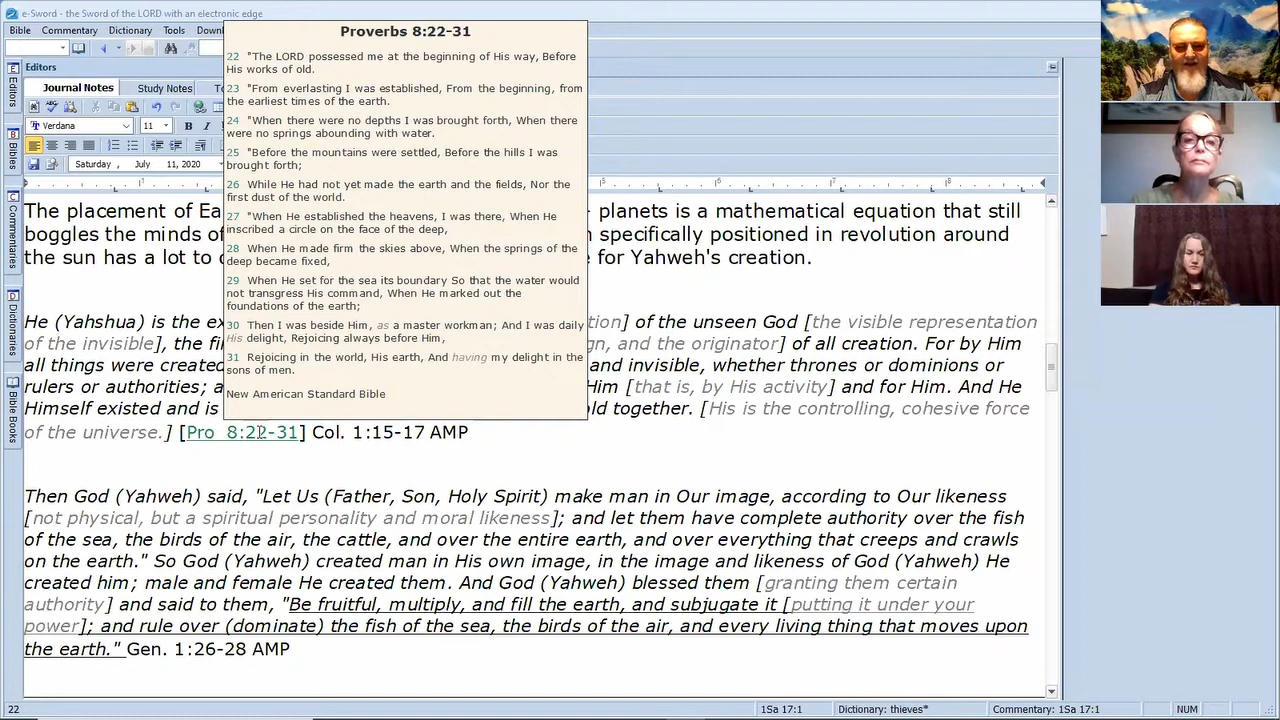 e-Sword - the Sword of the LORD with an electronic edge
Bible Commentary Dictionary Tools
Editors
Journal Notes Study Notes
Verdana 11 B I
Saturday , July 11, 2020
Editors
Bibles
Commentaries
Dictionaries
Bible Books
Proverbs 8:22-31
22 "The LORD possessed me at the beginning of His way, Before
His works of old.
23 "From everlasting I was established, From the beginning, from
the earliest times of the earth.
24 "When there were no depths I was brought forth, When there
were no springs abounding with water.
25 "Before the mountains were settled, Before the hills I was
brought forth;
26 While He had not yet made the earth and the fields, Nor the
first dust of the world.
27 "When He established the heavens, I was there, When He
inscribed a circle on the face of the deep,
28 When He made firm the skies above, When the springs of the
deep became fixed,
29 When He set for the sea its boundary So that the water would
not transgress His command, When He marked out the
foundations of the earth;
30 Then I was beside Him, as a master workman; And I was daily
His delight, Rejoicing always before Him,
31 Rejoicing in the world, His earth, And having my delight in the
sons of men.
New American Standard Bible
The placement of planets is a mathematical equation that still
boggles the minds of specifically positioned in revolution around
the sun has a lot to for Yahweh's creation.
He (Yahshua) is the of the unseen God [the visible representation
of the invisible], the and the originator] of all creation. For by Him
all things were created and invisible, whether thrones or dominions or
rulers or authorities; Him [that is, by His activity] and for Him. And He
Himself existed and is together. [His is the controlling, cohesive force
of the universe.] [Pro 8:22-31] Col. 1:15-17 AMP
Then God (Yahweh) said, "Let Us (Father, Son, Holy Spirit) make man in Our image, according to Our likeness
[not physical, but a spiritual personality and moral likeness]; and let them have complete authority over the fish
of the sea, the birds of the air, the cattle, and over the entire earth, and over everything that creeps and crawls
on the earth." So God (Yahweh) created man in His own image, in the image and likeness of God (Yahweh) He
created him; male and female He created them. And God (Yahweh) blessed them [granting them certain
authority] and said to them, "Be fruitful, multiply, and fill the earth, and subjugate it [putting it under your
power]; and rule over (dominate) the fish of the sea, the birds of the air, and every living thing that moves upon
the earth." Gen. 1:26-28 AMP
22 1Sa 17:1 Dictionary: thieves* Commentary: 1Sa 17:1 NUM